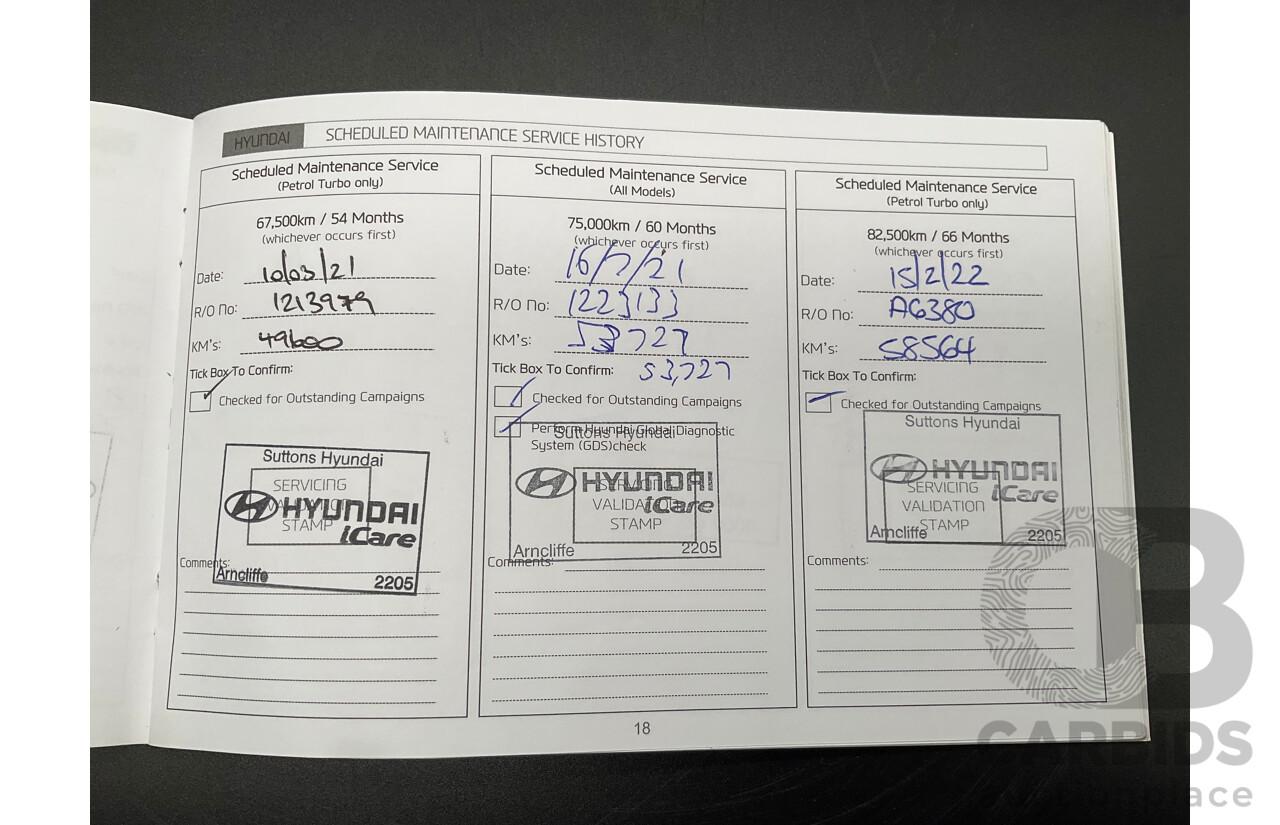 HYUNDAI SCHEDULED MAINTENANCE SERVICE HISTORY
Scheduled Maintenance Service
(Petrol Turbo only)
67,500km / 54 Months
(whichever occurs first)
Date: 10/03/21
R/O No: 1213979
KM's: 49600
Tick Box To Confirm:
Checked for Outstanding Campaigns
Suttons Hyundai
SERVICING
VALIDATION
STAMP
HYUNDAI
iCare
Comments:
Arncliffe 2205
Scheduled Maintenance Service
(All Models)
75,000km / 60 Months
(whichever occurs first)
Date: 16/7/21
R/O No: 1223133
KM's: 53727
Tick Box To Confirm: 53,727
Checked for Outstanding Campaigns
Perform Hyundai Global Diagnostic
System (GDS)check
Suttons Hyundai
SERVICING
VALIDATION
STAMP
HYUNDAI
iCare
Arncliffe 2205
Comments:
Scheduled Maintenance Service
(Petrol Turbo only)
82,500km / 66 Months
(whichever occurs first)
Date: 15/2/22
R/O No: AG380
KM's: 58564
Tick Box To Confirm:
Checked for Outstanding Campaigns
Suttons Hyundai
HYUNDAI
iCare
SERVICING
VALIDATION
STAMP
Arncliffe 2205
Comments:
18
CARBIDS